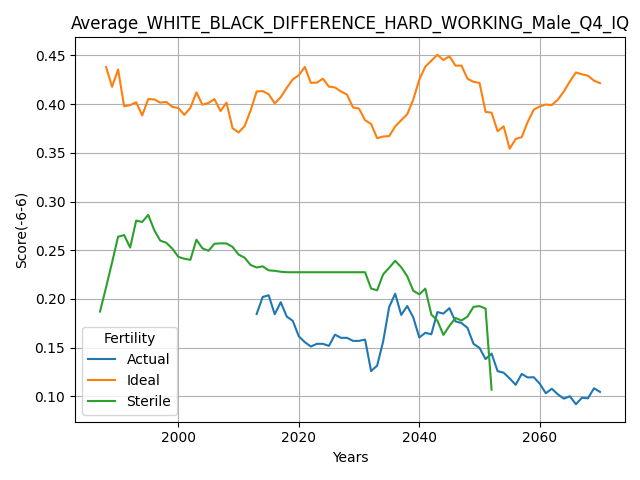 Average_WHITE_BLACK_DIFFERENCE_HARD_WORKING_Male_Q4_IQ
0.45
0.40
0.35
0.30
0.25
0.20
0.15
0.10
Score(-6-6)
Fertility
Actual
Ideal
Sterile
2000 2020 2040 2060
Years